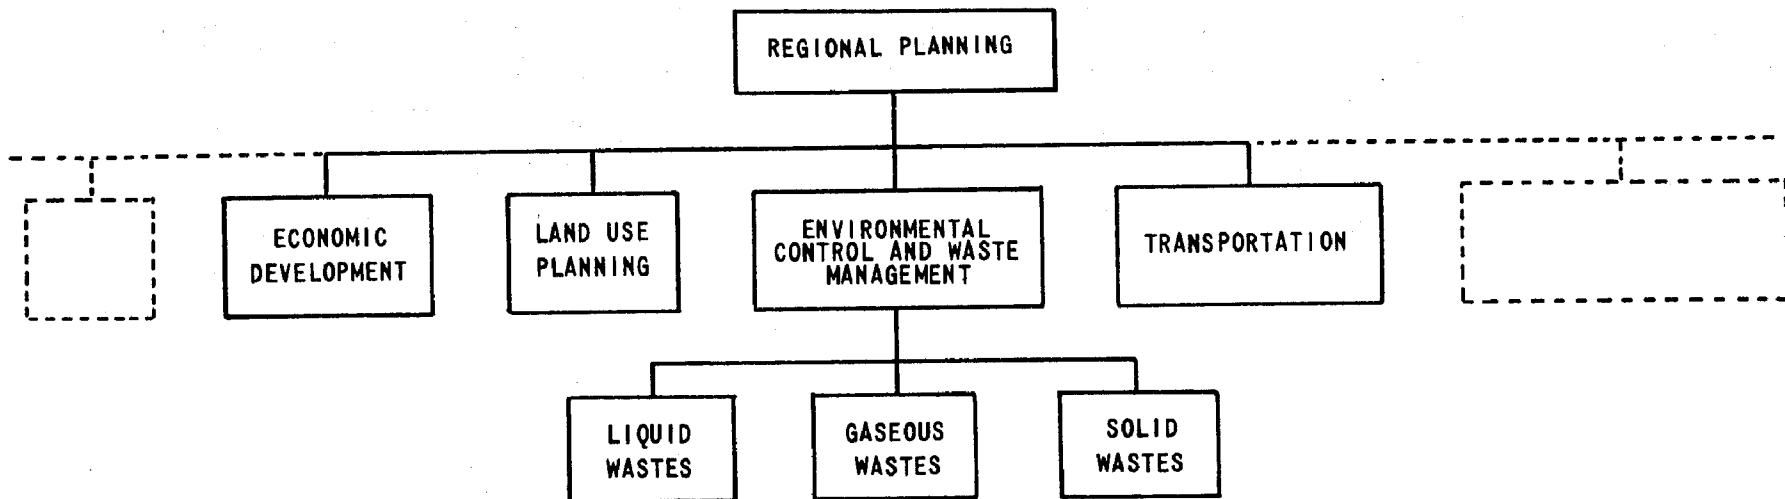 REGIONAL PLANNING
ECONOMIC
DEVELOPMENT
LAND USE
PLANNING
ENVIRONMENTAL
CONTROL AND WASTE
MANAGEMENT
TRANSPORTATION
LIQUID
WASTES
GASEOUS
WASTES
SOLID
WASTES